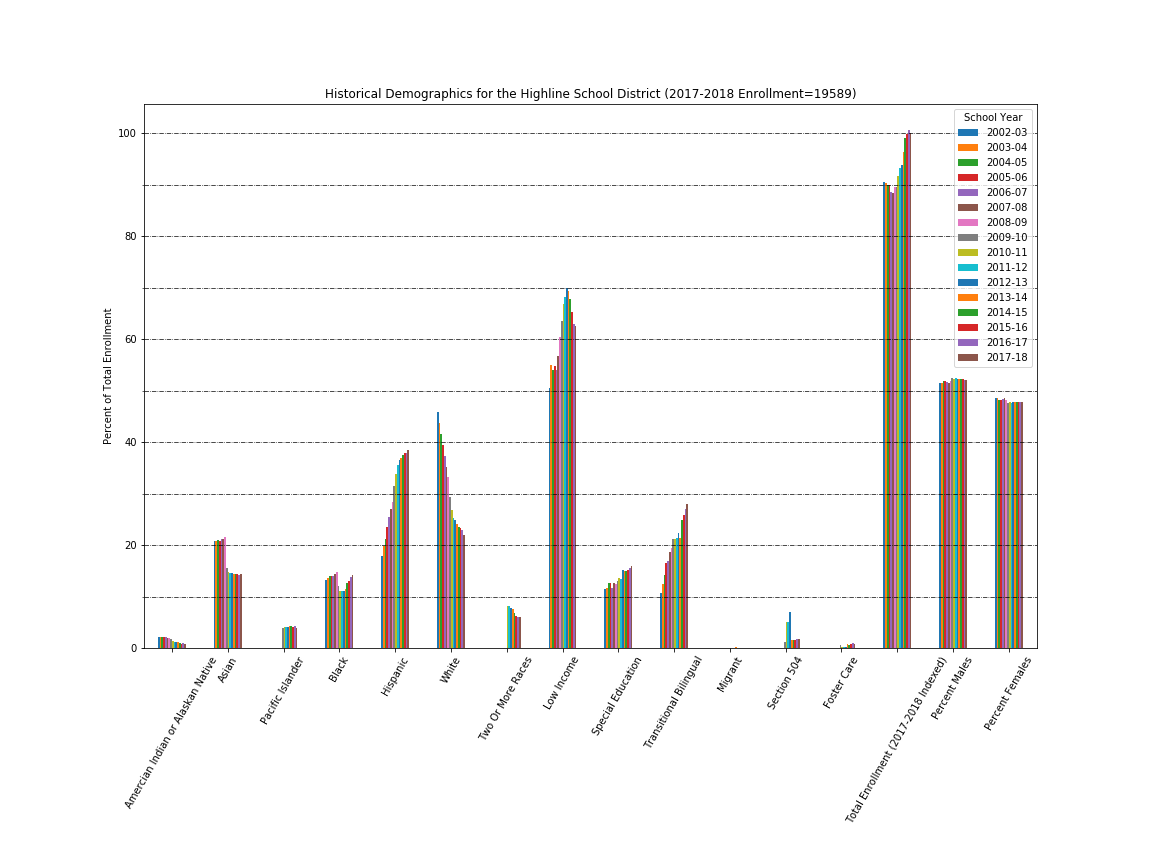 Historical Demographics for the Highline School District (2017-2018 Enrollment=19589)
Percent of Total Enrollment
100
80
60
40
20
0
School Year
2002-03
2003-04
2004-05
2005-06
2006-07
2007-08
2008-09
2009-10
2010-11
2011-12
2012-13
2013-14
2014-15
2015-16
2016-17
2017-18
Amercian Indian or Alaskan Native
Asian
Pacific Islander
Black
Hispanic
White
Two Or More Races
Low Income
Special Education
Transitional Bilingual
Migrant
Section 504
Foster Care
Total Enrollment (2017-2018 Indexed)
Percent Males
Percent Females